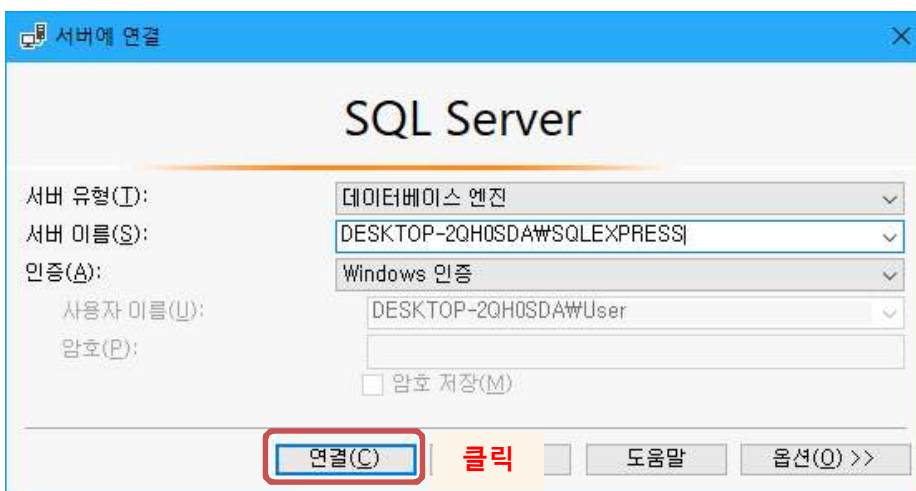 서버에 연결
SQL Server
서버 유형(T): 데이터베이스 엔진
서버 이름(S): DESKTOP-2QH0SDA₩SQLEXPRESS
인증(A): Windows 인증
사용자 이름(U): DESKTOP-2QH0SDA₩User
암호(P):
암호 저장(M)
연결(C) 클릭 도움말 옵션(O) >>